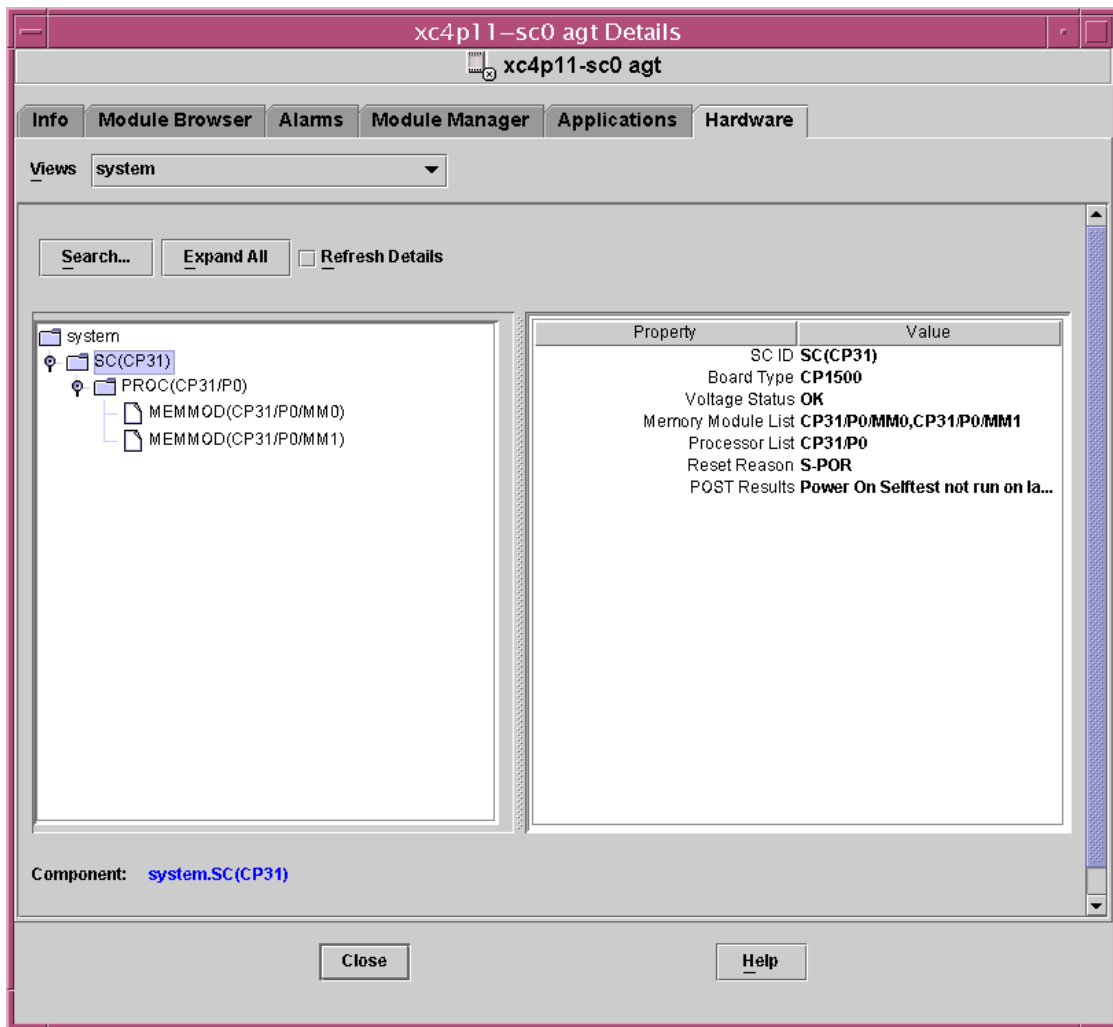 xc4p11–sc0 agt Details
xc4p11-sc0 agt
Info Module Browser Alarms Module Manager Applications Hardware
Views system
Search... Expand All Refresh Details
system
SC(CP31)
PROC(CP31/P0)
MEMMOD(CP31/P0/MM0)
MEMMOD(CP31/P0/MM1)
Property Value
SC ID SC(CP31)
Board Type CP1500
Voltage Status OK
Memory Module List CP31/P0/MM0,CP31/P0/MM1
Processor List CP31/P0
Reset Reason S-POR
POST Results Power On Selftest not run on la...
Component: system.SC(CP31)
Close Help